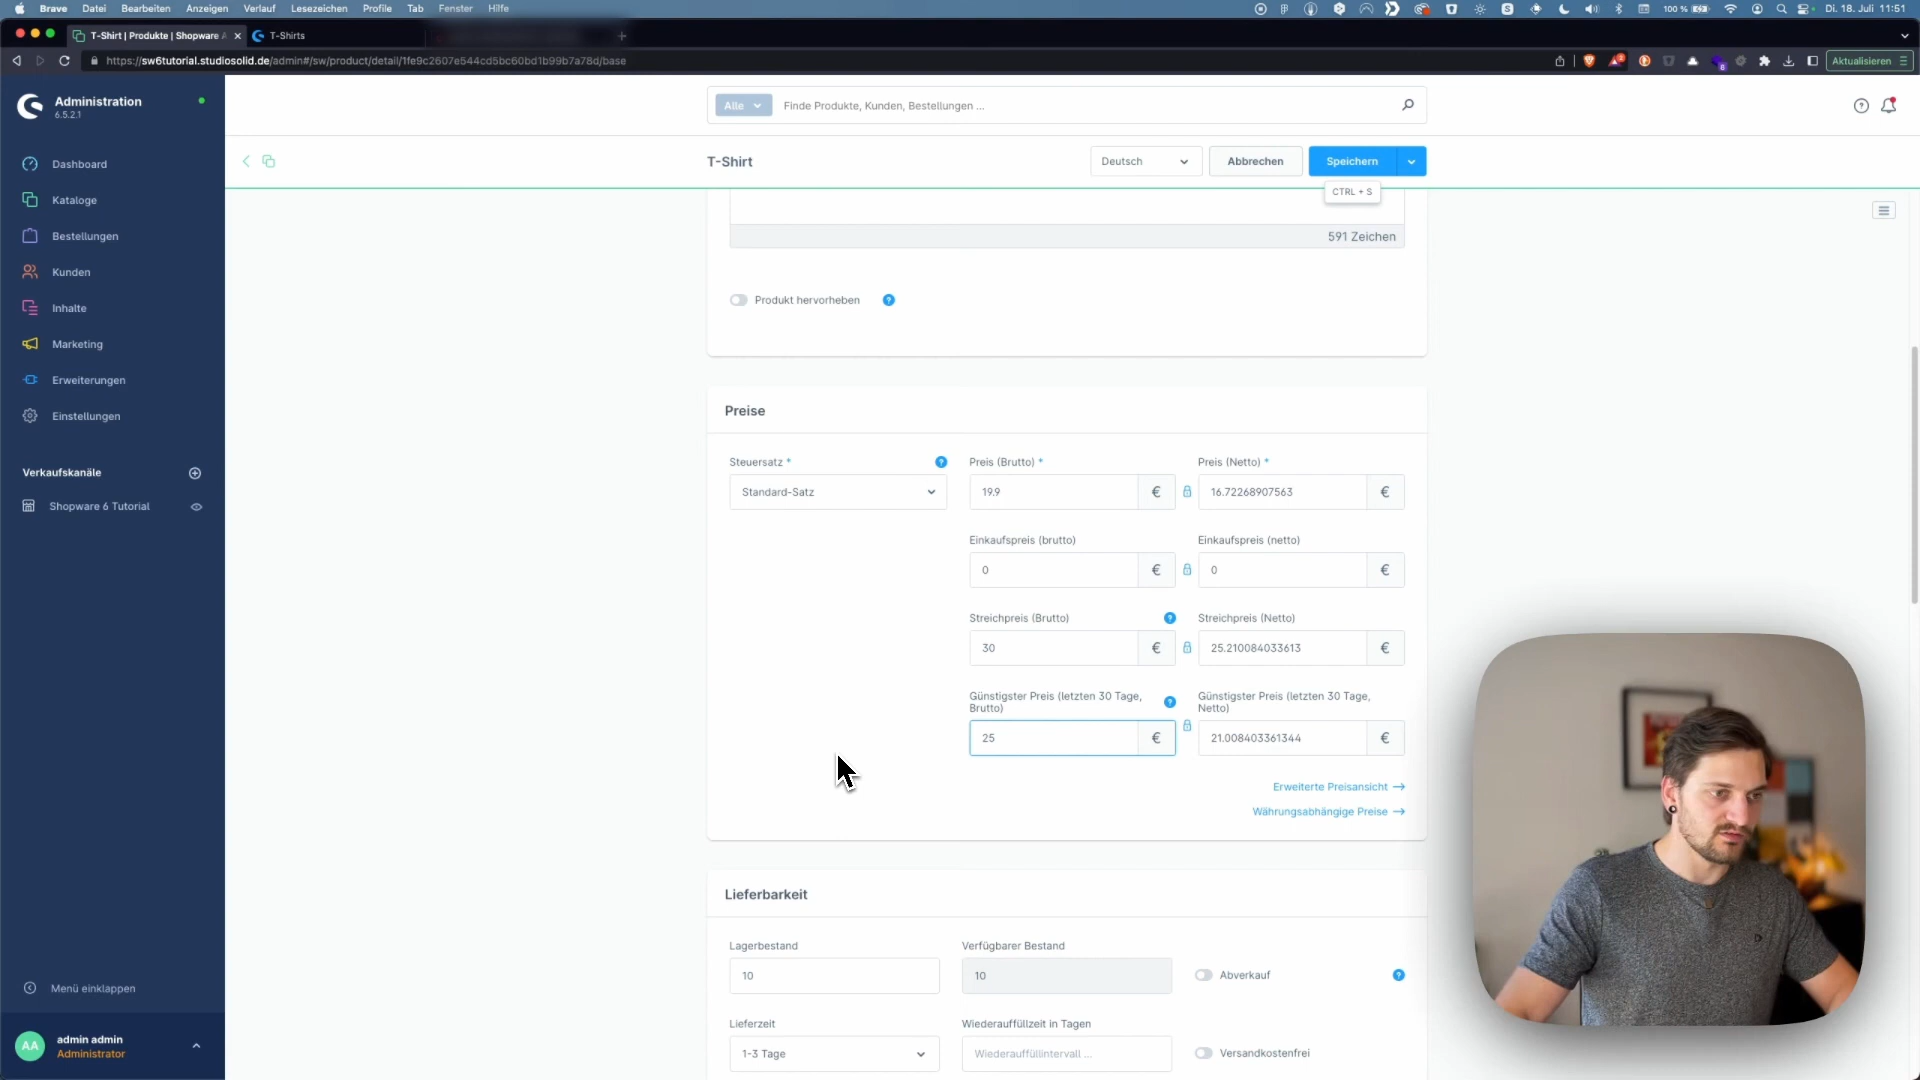 Brave Datei Bearbeiten Anzeigen Verlauf Lesezeichen Profile Tab Fenster Hilfe
100 % Di. 18. Juli 11:51
T-Shirt | Produkte | Shopware A
T-Shirts
https://sw6tutorial.studiosolid.de/admin#/sw/product/detail/1fe9c2607e544cd5bc60bd1b99b7a78d/base
Aktualisieren
Administration
6.5.2.1
Alle
Finde Produkte, Kunden, Bestellungen ...
Dashboard
Kataloge
Bestellungen
Kunden
Inhalte
Marketing
Erweiterungen
Einstellungen
Verkaufskanäle
Shopware 6 Tutorial
Menü einklappen
AA
admin admin
Administrator
T-Shirt
Deutsch
Abbrechen
Speichern
CTRL + S
591 Zeichen
Produkt hervorheben
Preise
Steuersatz *
Preis (Brutto) *
Preis (Netto) *
Standard-Satz
19.9 €
16.72268907563 €
Einkaufspreis (brutto)
Einkaufspreis (netto)
0 €
0 €
Streichpreis (Brutto)
Streichpreis (Netto)
30 €
25.210084033613 €
Günstigster Preis (letzten 30 Tage,
Brutto)
Günstigster Preis (letzten 30 Tage,
Netto)
25 €
21.008403361344 €
Erweiterte Preisansicht
Währungsabhängige Preise
Lieferbarkeit
Lagerbestand
Verfügbarer Bestand
10
10
Abverkauf
Lieferzeit
Wiederauffüllzeit in Tagen
1-3 Tage
Wiederauffüllintervall ...
Versandkostenfrei